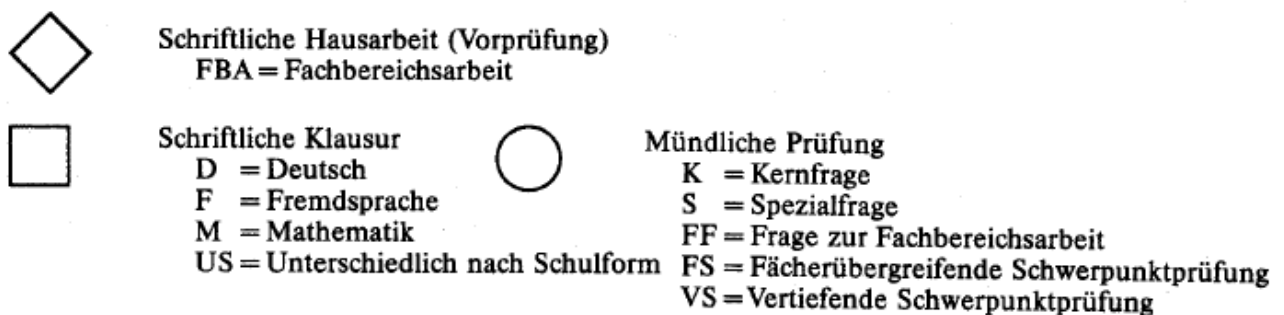 Schriftliche Hausarbeit (Vorprüfung)
FBA = Fachbereichsarbeit
Schriftliche Klausur
D = Deutsch
F = Fremdsprache
M = Mathematik
US = Unterschiedlich nach Schulform
Mündliche Prüfung
K = Kernfrage
S = Spezialfrage
FF = Frage zur Fachbereichsarbeit
FS = Fächerübergreifende Schwerpunktprüfung
VS = Vertiefende Schwerpunktprüfung